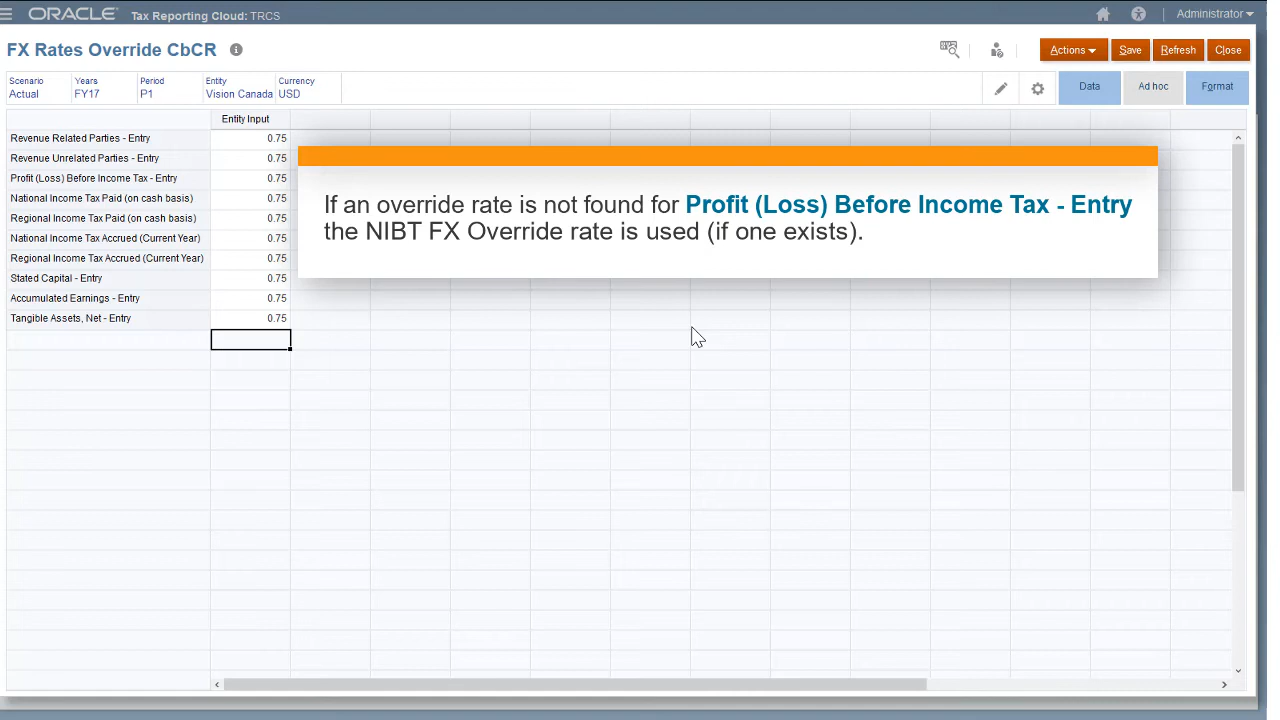 ORACLE Tax Reporting Cloud: TRCS Administrator
FX Rates Override CbCR
Actions Save Refresh Close
Scenario Years Period Entity Currency
Actual FY17 P1 Vision Canada USD
Data Ad hoc Format
Entity Input
Revenue Related Parties - Entry 0.75
Revenue Unrelated Parties - Entry 0.75
Profit (Loss) Before Income Tax - Entry 0.75
National Income Tax Paid (on cash basis) 0.75
Regional Income Tax Paid (on cash basis) 0.75
National Income Tax Accrued (Current Year) 0.75
Regional Income Tax Accrued (Current Year) 0.75
Stated Capital - Entry 0.75
Accumulated Earnings - Entry 0.75
Tangible Assets, Net - Entry 0.75
If an override rate is not found for Profit (Loss) Before Income Tax - Entry
the NIBT FX Override rate is used (if one exists).